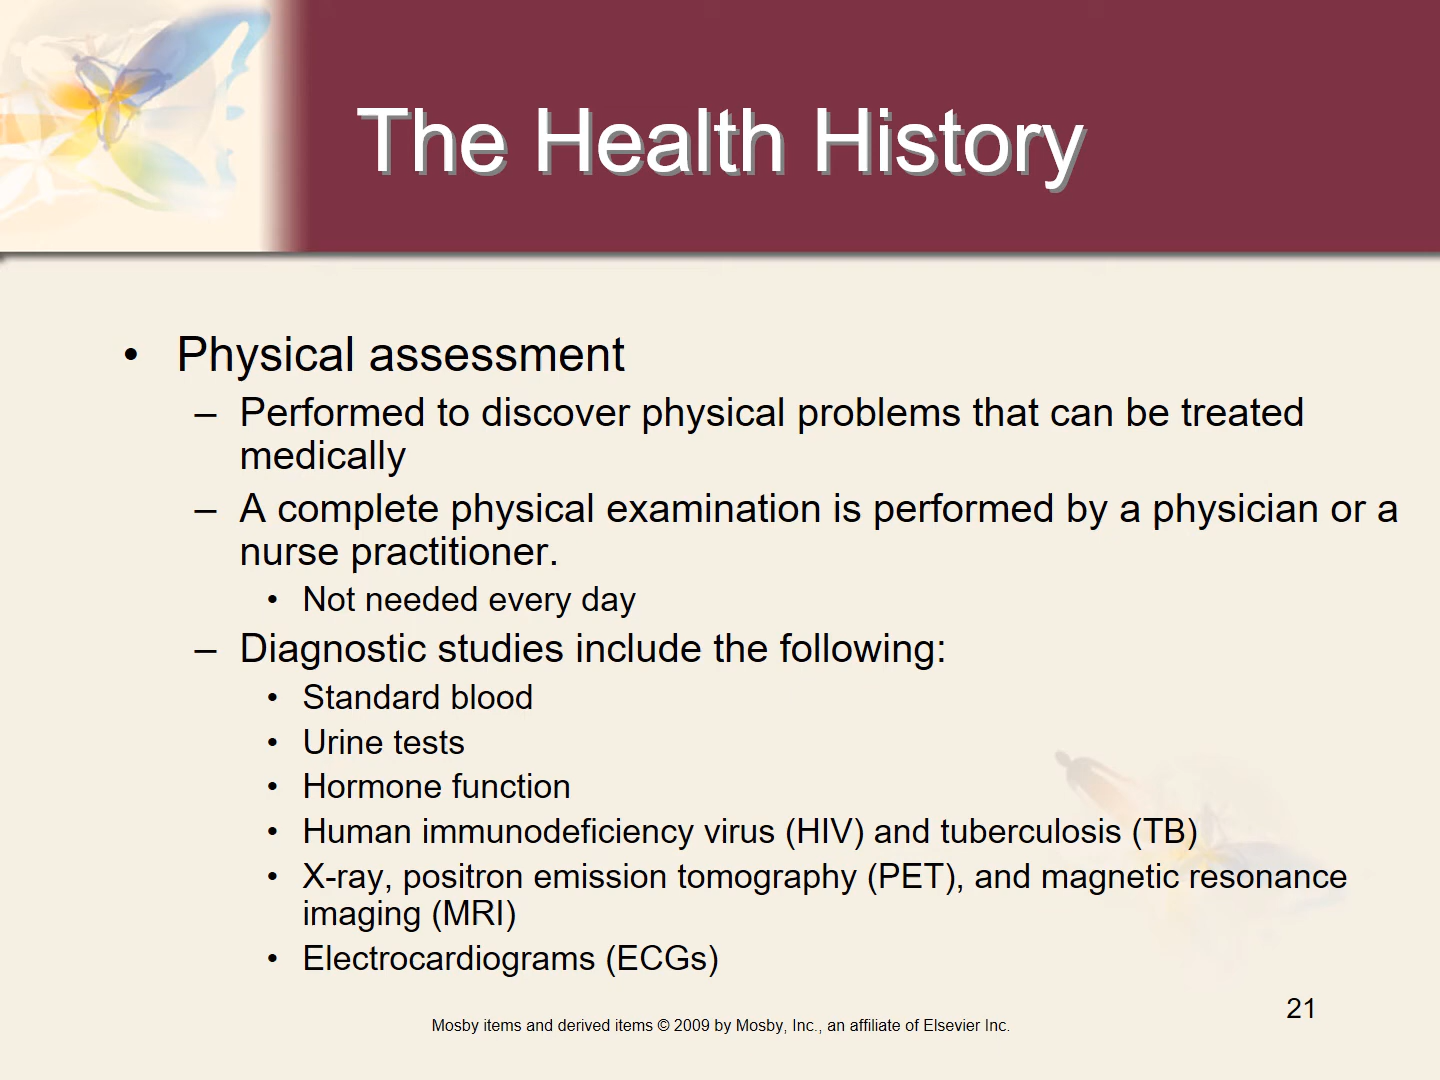 The Health History
• Physical assessment
– Performed to discover physical problems that can be treated
medically
– A complete physical examination is performed by a physician or a
nurse practitioner.
• Not needed every day
– Diagnostic studies include the following:
• Standard blood
• Urine tests
• Hormone function
• Human immunodeficiency virus (HIV) and tuberculosis (TB)
• X-ray, positron emission tomography (PET), and magnetic resonance
imaging (MRI)
• Electrocardiograms (ECGs)
21
Mosby items and derived items © 2009 by Mosby, Inc., an affiliate of Elsevier Inc.